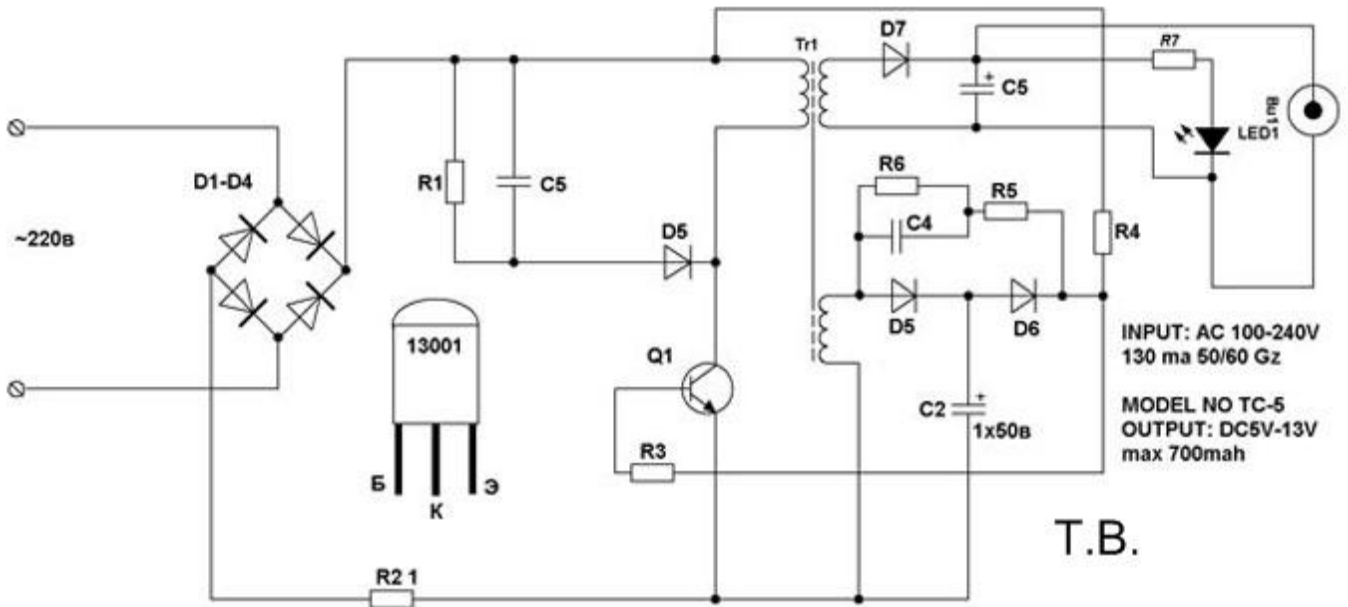 D7
Tr1
R7
C5
Bu1
LED1
D1-D4
R1
C5
R6
R5
C4
R4
~220в
D5
D5
D6
13001
Q1
INPUT: AC 100-240V
130 ma 50/60 Gz
C2
1x50в
MODEL NO TC-5
OUTPUT: DC5V-13V
max 700mah
R3
Б
К
Э
T.B.
R2 1